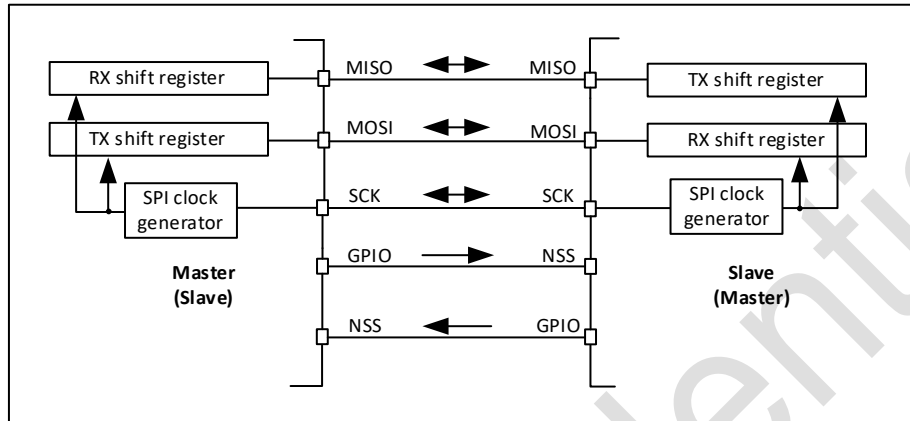 RX shift register MISO MISO TX shift register
TX shift register MOSI MOSI RX shift register
SPI clock SCK SCK SPI clock
generator generator
GPIO NSS
Master Slave
(Slave) (Master)
NSS GPIO